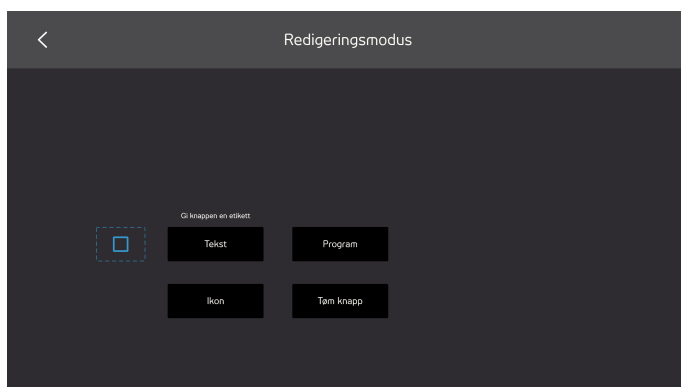 Redigeringsmodus
Gi knappen en etikett
Tekst
Program
Ikon
Tøm knapp